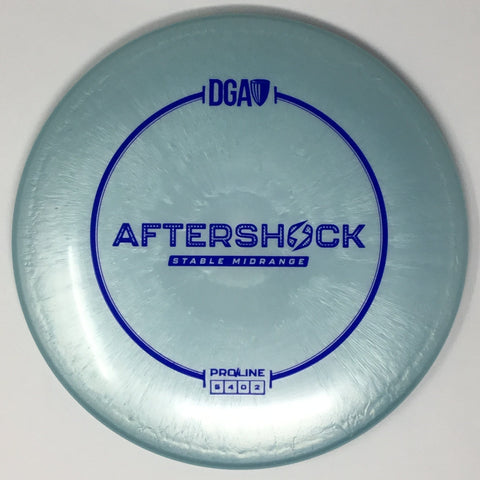 DGA
AFTERSHOCK
STABLE MIDRANGE
PROLINE
5 4 0 2